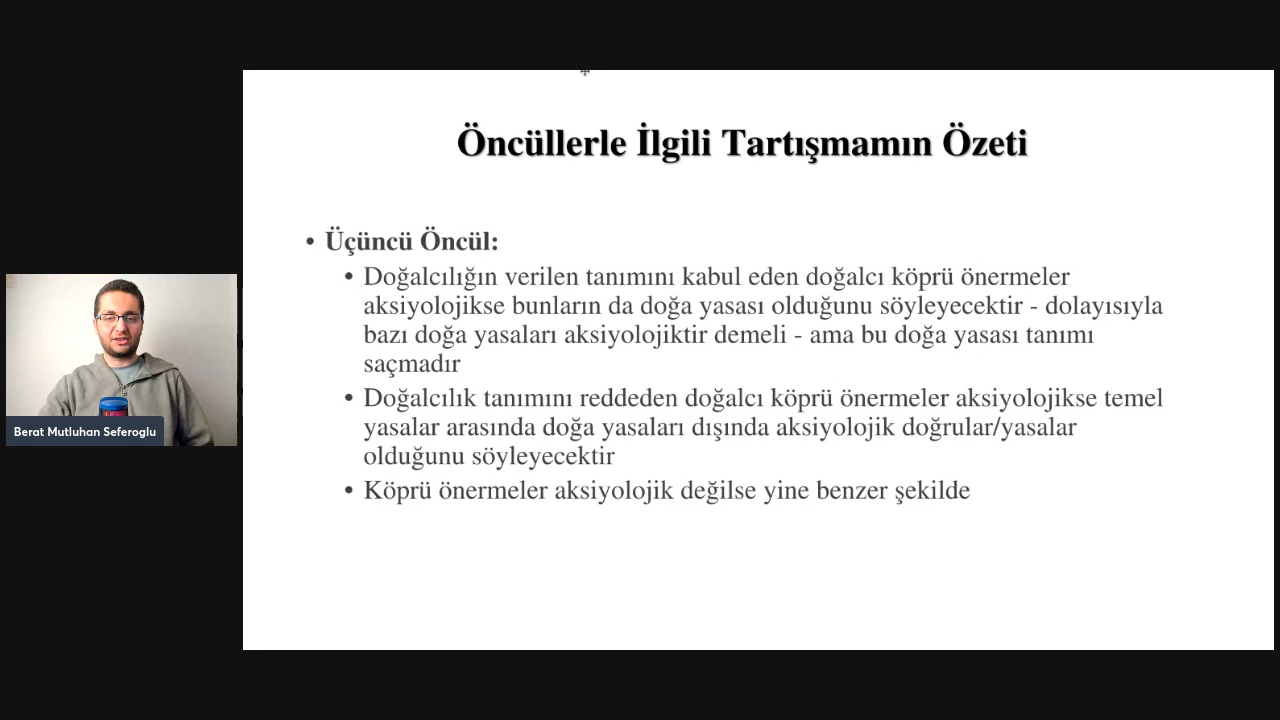 Öncüllerle İlgili Tartışmamın Özeti
• Üçüncü Öncül:
• Doğalcılığın verilen tanımını kabul eden doğalcı köprü önermeler
aksiyolojikse bunların da doğa yasası olduğunu söyleyecektir - dolayısıyla
bazı doğa yasaları aksiyolojiktir demeli - ama bu doğa yasası tanımı
saçmadır
• Doğalcılık tanımını reddeden doğalcı köprü önermeler aksiyolojikse temel
yasalar arasında doğa yasaları dışında aksiyolojik doğrular/yasalar
olduğunu söyleyecektir
• Köprü önermeler aksiyolojik değilse yine benzer şekilde
Berat Mutluhan Seferoglu